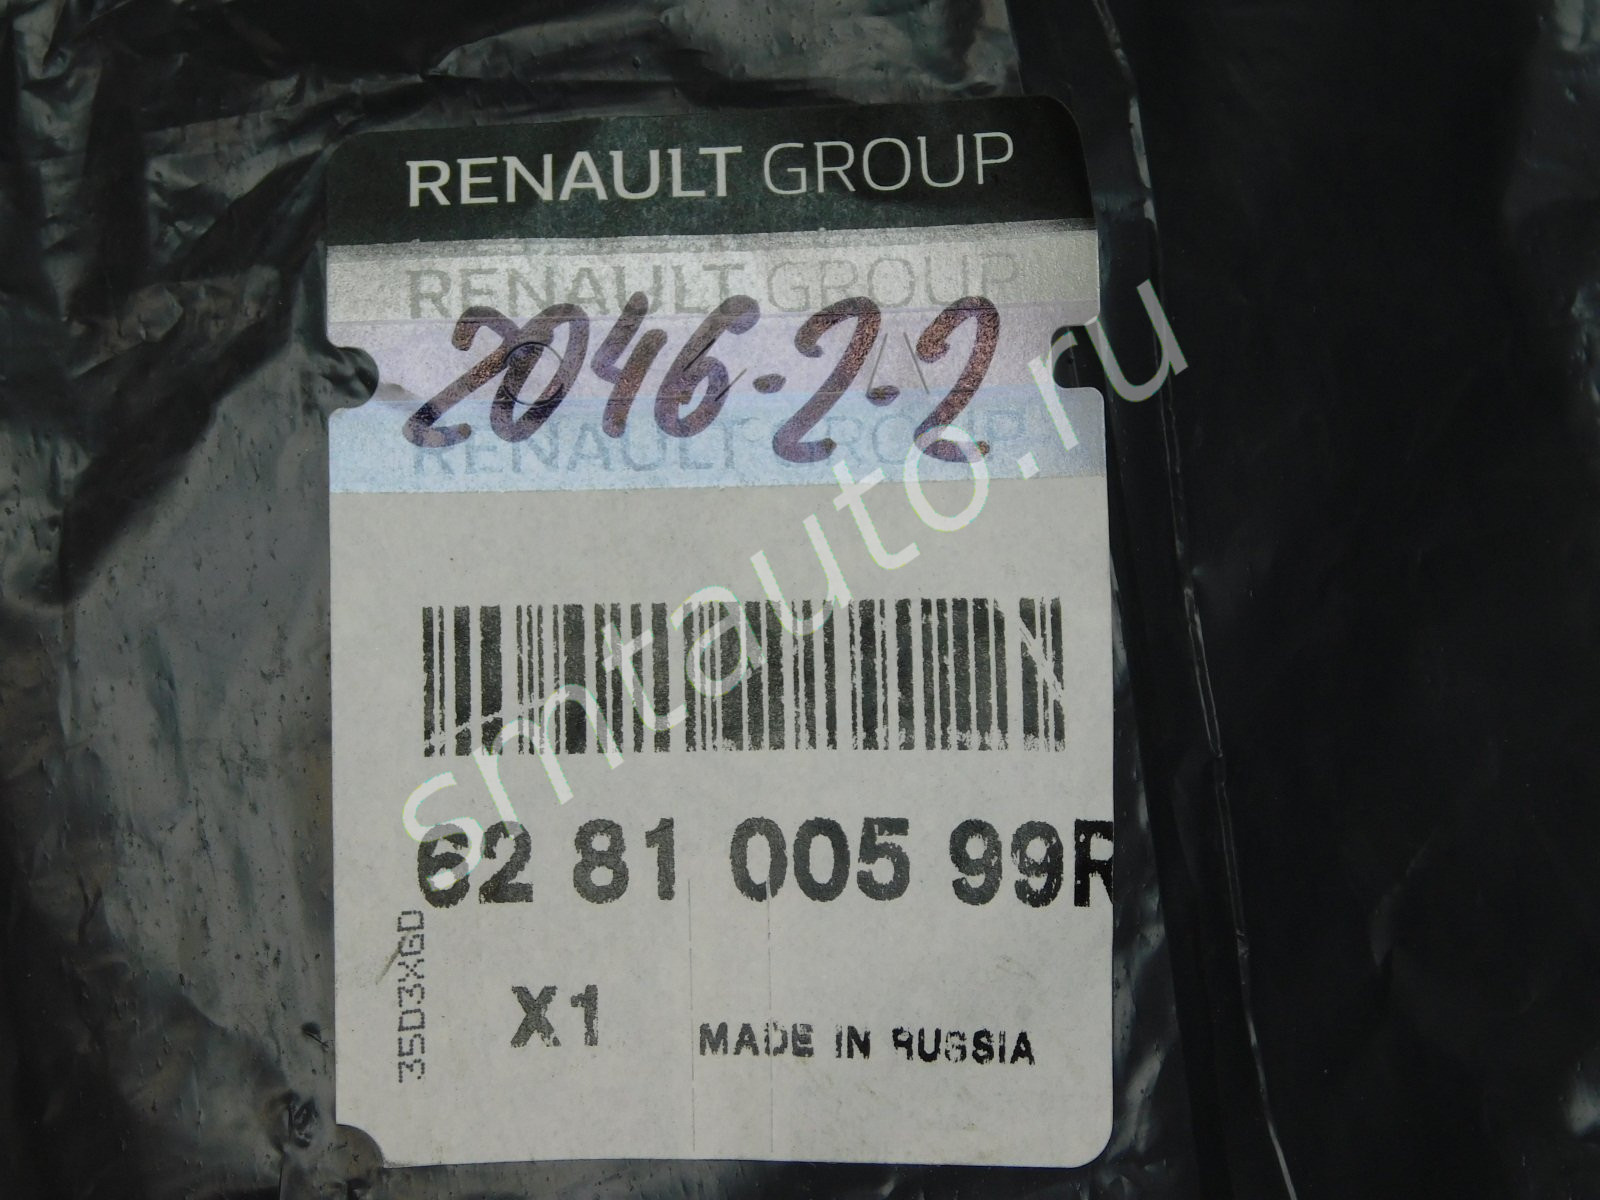 RENAULT GROUP
RENAULT GROUP
2046-2-2
RENAULT GROUP
smtauto.ru
62 81 005 99R
35D3XGD
X1
MADE IN RUSSIA